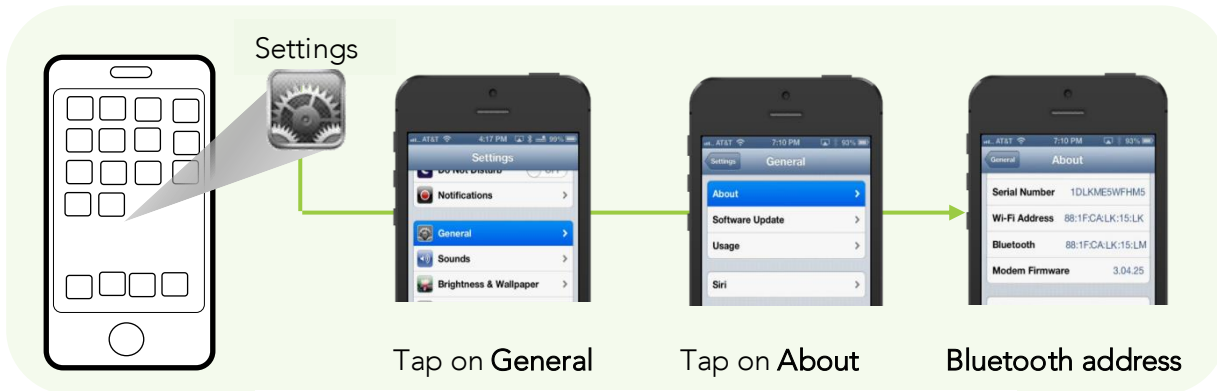 Settings
AT&T 4:17 PM 99%
Settings
Do Not Disturb OFF
Notifications
General
Sounds
Brightness & Wallpaper
Tap on General
AT&T 7:10 PM 93%
Settings General
About
Software Update
Usage
Siri
Tap on About
AT&T 7:10 PM 93%
General About
Serial Number 1DLKME5WFHM5
Wi-Fi Address 88:1F:CA:LK:15:LK
Bluetooth 88:1F:CA:LK:15:LM
Modem Firmware 3.04.25
Bluetooth address